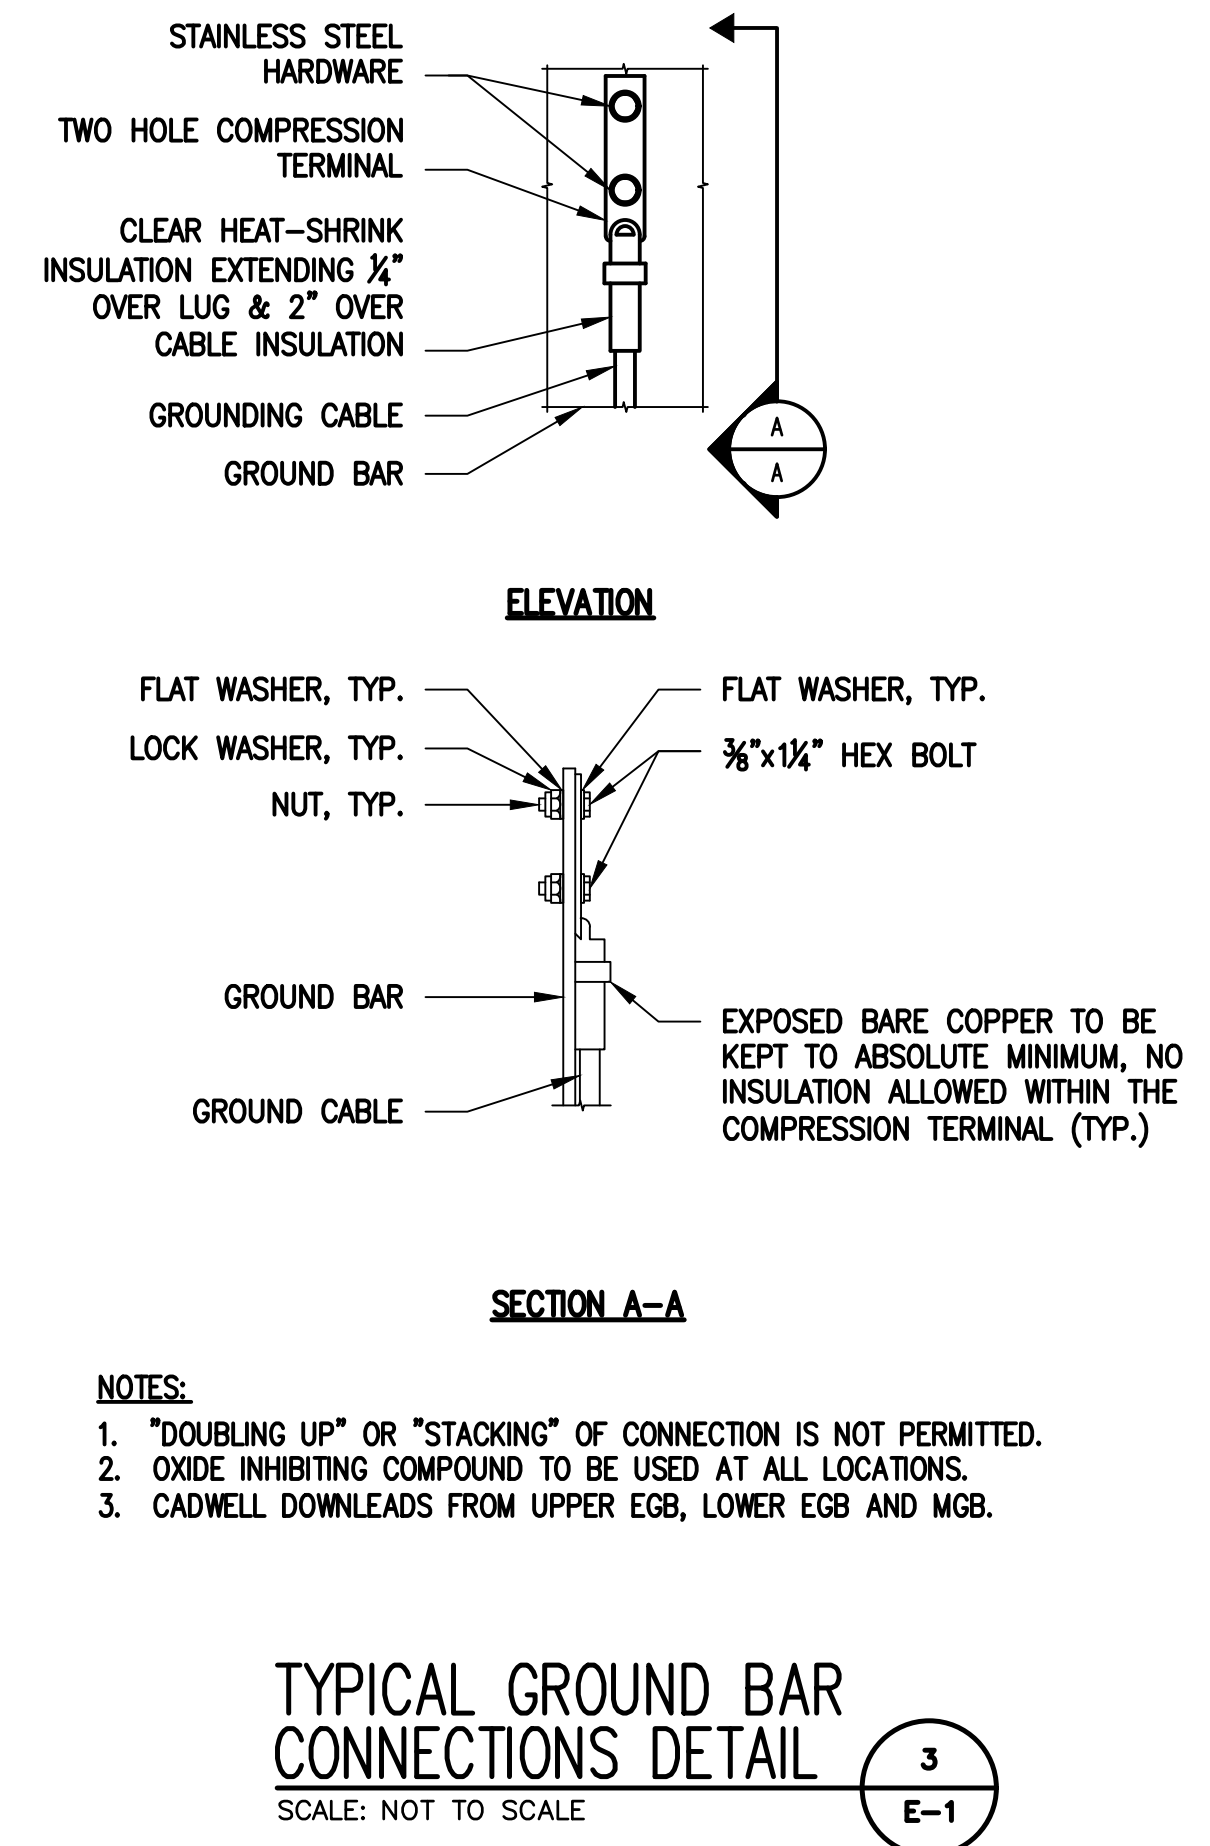 STAINLESS STEEL
HARDWARE
TWO HOLE COMPRESSION
TERMINAL
CLEAR HEAT-SHRINK
INSULATION EXTENDING 1/4"
OVER LUG & 2" OVER
CABLE INSULATION
GROUNDING CABLE
GROUND BAR
A
A
ELEVATION
FLAT WASHER, TYP.
LOCK WASHER, TYP.
NUT, TYP.
FLAT WASHER, TYP.
3/8"x1 1/4" HEX BOLT
GROUND BAR
GROUND CABLE
EXPOSED BARE COPPER TO BE
KEPT TO ABSOLUTE MINIMUM, NO
INSULATION ALLOWED WITHIN THE
COMPRESSION TERMINAL (TYP.)
SECTION A-A
NOTES:
1. "DOUBLING UP" OR "STACKING" OF CONNECTION IS NOT PERMITTED.
2. OXIDE INHIBITING COMPOUND TO BE USED AT ALL LOCATIONS.
3. CADWELL DOWNLEADS FROM UPPER EGB, LOWER EGB AND MGB.
TYPICAL GROUND BAR
CONNECTIONS DETAIL
SCALE: NOT TO SCALE
3
E-1